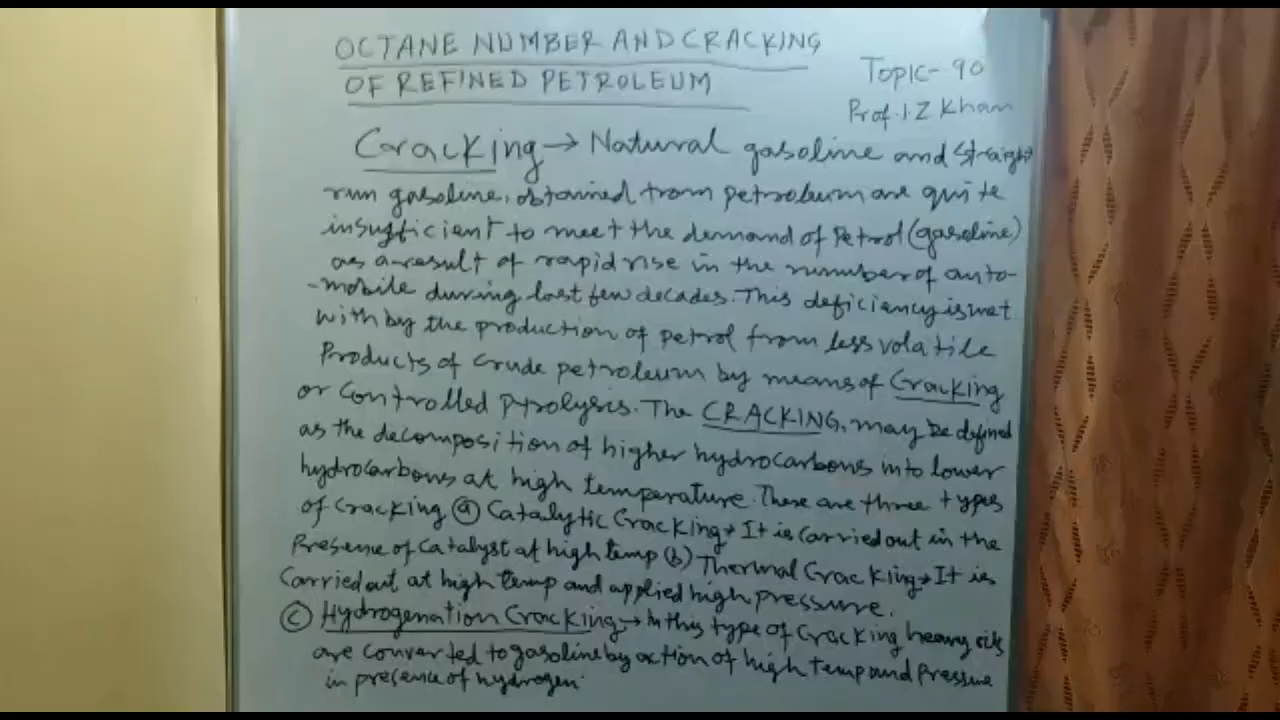 OCTANE NUMBER AND CRACKING
OF REFINED PETROLEUM
Topic-90
Prof. I. Z Khan
Cracking → Natural gasoline and straight
run gasoline, obtained from petroleum are quite
insufficient to meet the demand of Petrol (gasoline)
as a result of rapid rise in the number of auto-
-mobile during last few decades. This deficiency is met
with by the production of petrol from less volatile
Products of crude petroleum by means of Cracking
or controlled Pyrolysis. The CRACKING, may be defined
as the decomposition of higher hydrocarbons into lower
hydrocarbons at high temperature. There are three types
of Cracking (a) Catalytic Cracking → It is carried out in the
Presence of catalyst at high temp (b) Thermal Cracking → It is
Carried out at high temp and applied high pressure.
(c) Hydrogenation Cracking → In this type of Cracking heavy oils
are converted to gasoline by action of high temp and Pressure
in presence of hydrogen